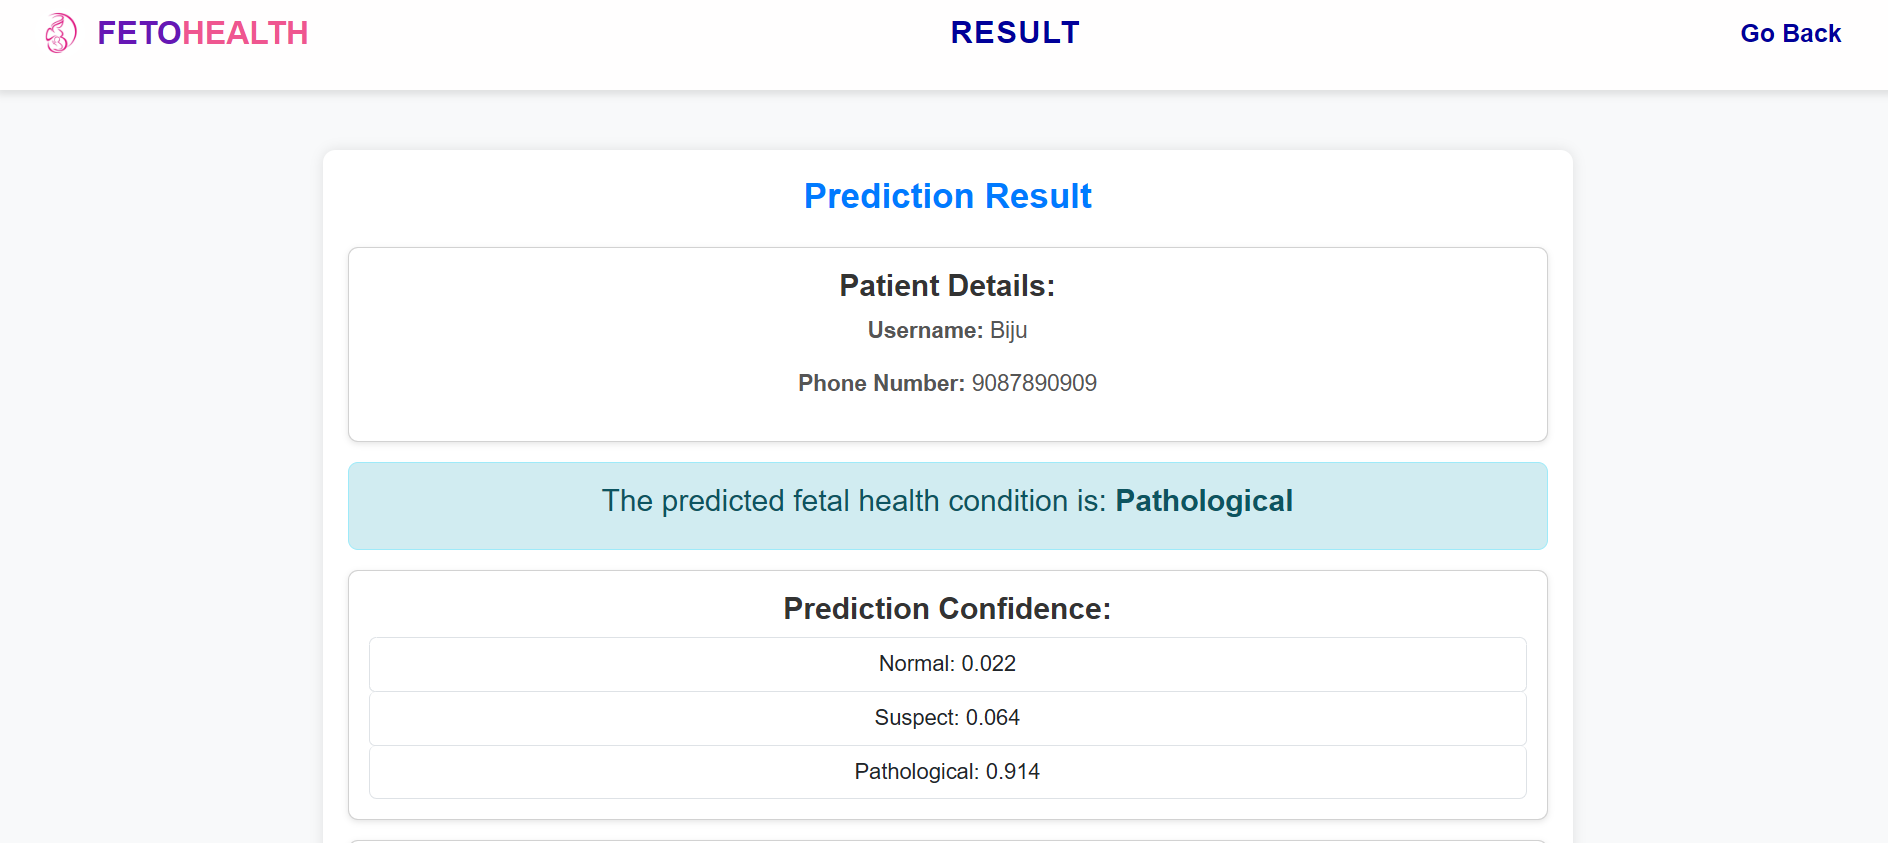 FETOHEALTH
RESULT
Go Back
Prediction Result
Patient Details:
Username: Biju
Phone Number: 9087890909
The predicted fetal health condition is: Pathological
Prediction Confidence:
Normal: 0.022
Suspect: 0.064
Pathological: 0.914